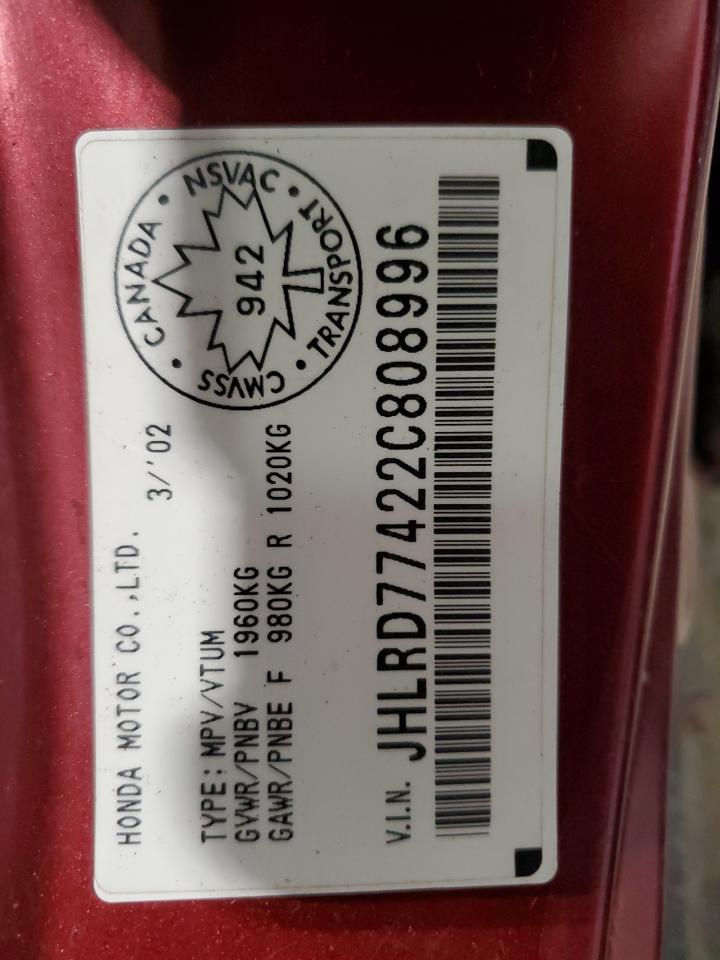 HONDA MOTOR CO.,LTD.
3/'02
TYPE: MPV/VTUM
GVWR/PNBV 1960KG
GAWR/PNBE F 980KG R 1020KG
CANADA • NSVAC • TRANSPORT • CMVSS •
942
V.I.N. JHLRD77422C808996